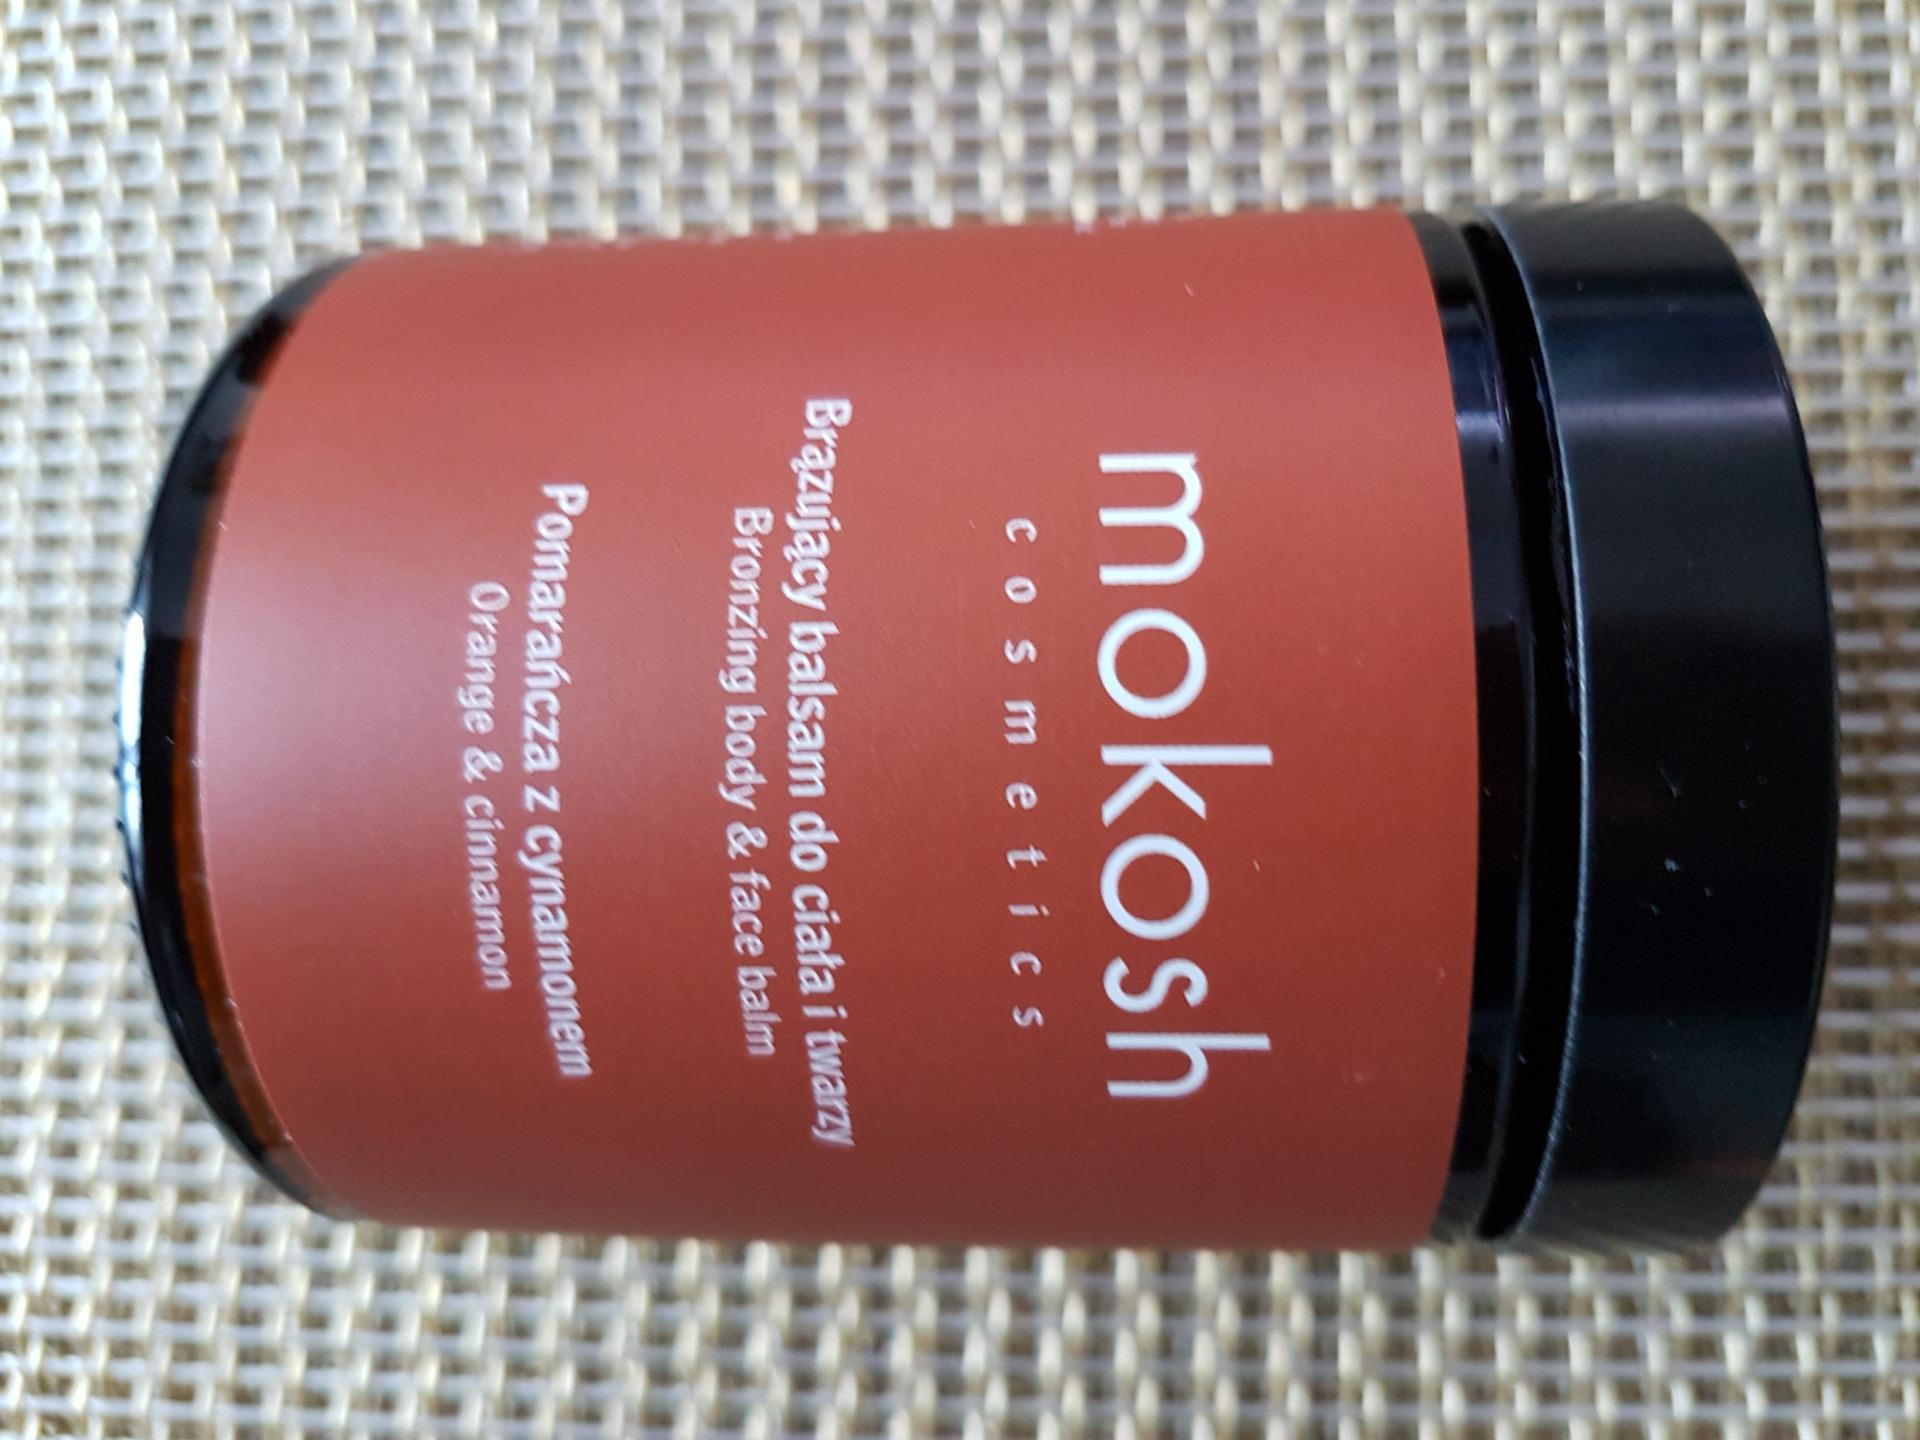 mokosh
cosmetics
Brązujący balsam do ciała i twarzy
Bronzing body & face balm
Pomarańcza z cynamonem
Orange & cinnamon